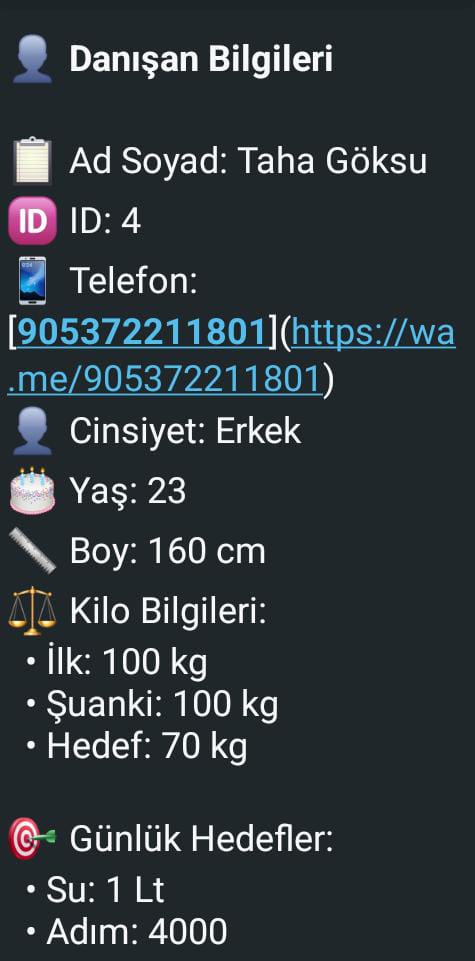 Danışan Bilgileri
Ad Soyad: Taha Göksu
ID ID: 4
Telefon:
[905372211801](https://wa
.me/905372211801)
Cinsiyet: Erkek
Yaş: 23
Boy: 160 cm
Kilo Bilgileri:
• İlk: 100 kg
• Şuanki: 100 kg
• Hedef: 70 kg
Günlük Hedefler:
• Su: 1 Lt
• Adım: 4000